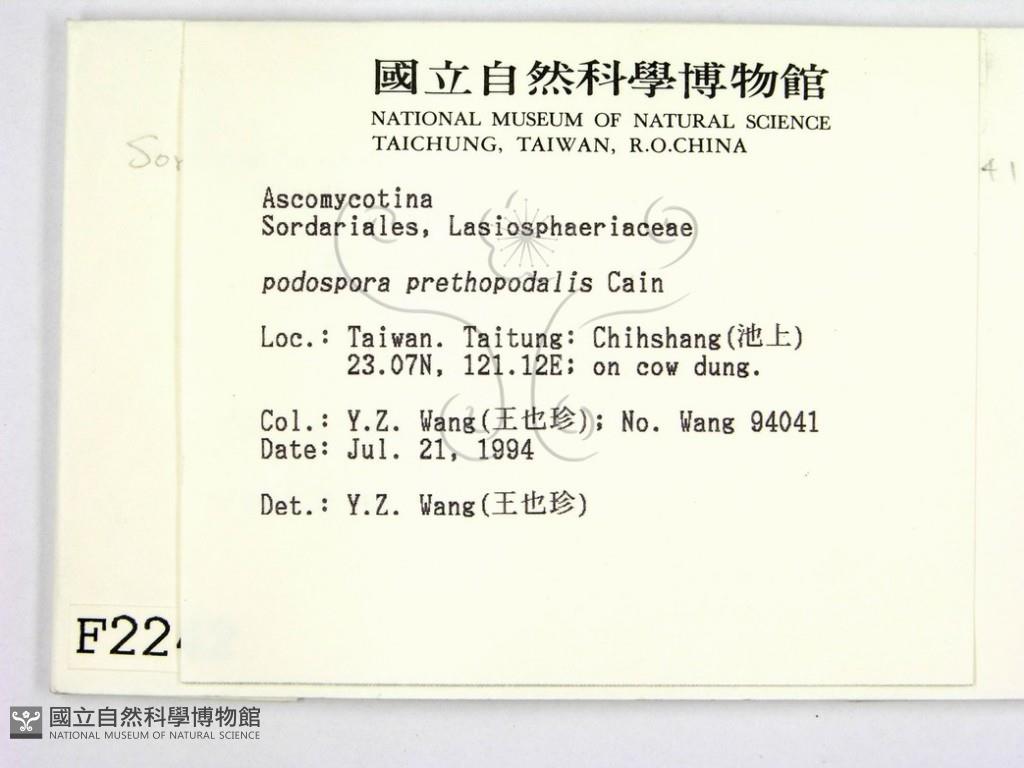 國立自然科學博物館
NATIONAL MUSEUM OF NATURAL SCIENCE
TAICHUNG, TAIWAN, R.O.CHINA
Ascomycotina
Sordariales, Lasiosphaeriaceae
podospora prethopodalis Cain
Loc.: Taiwan. Taitung: Chihshang(池上)
23.07N, 121.12E; on cow dung.
Col.: Y.Z. Wang(王也珍); No. Wang 94041
Date: Jul. 21, 1994
Det.: Y.Z. Wang(王也珍)
Sor
41
F2242
國立自然科學博物館
NATIONAL MUSEUM OF NATURAL SCIENCE